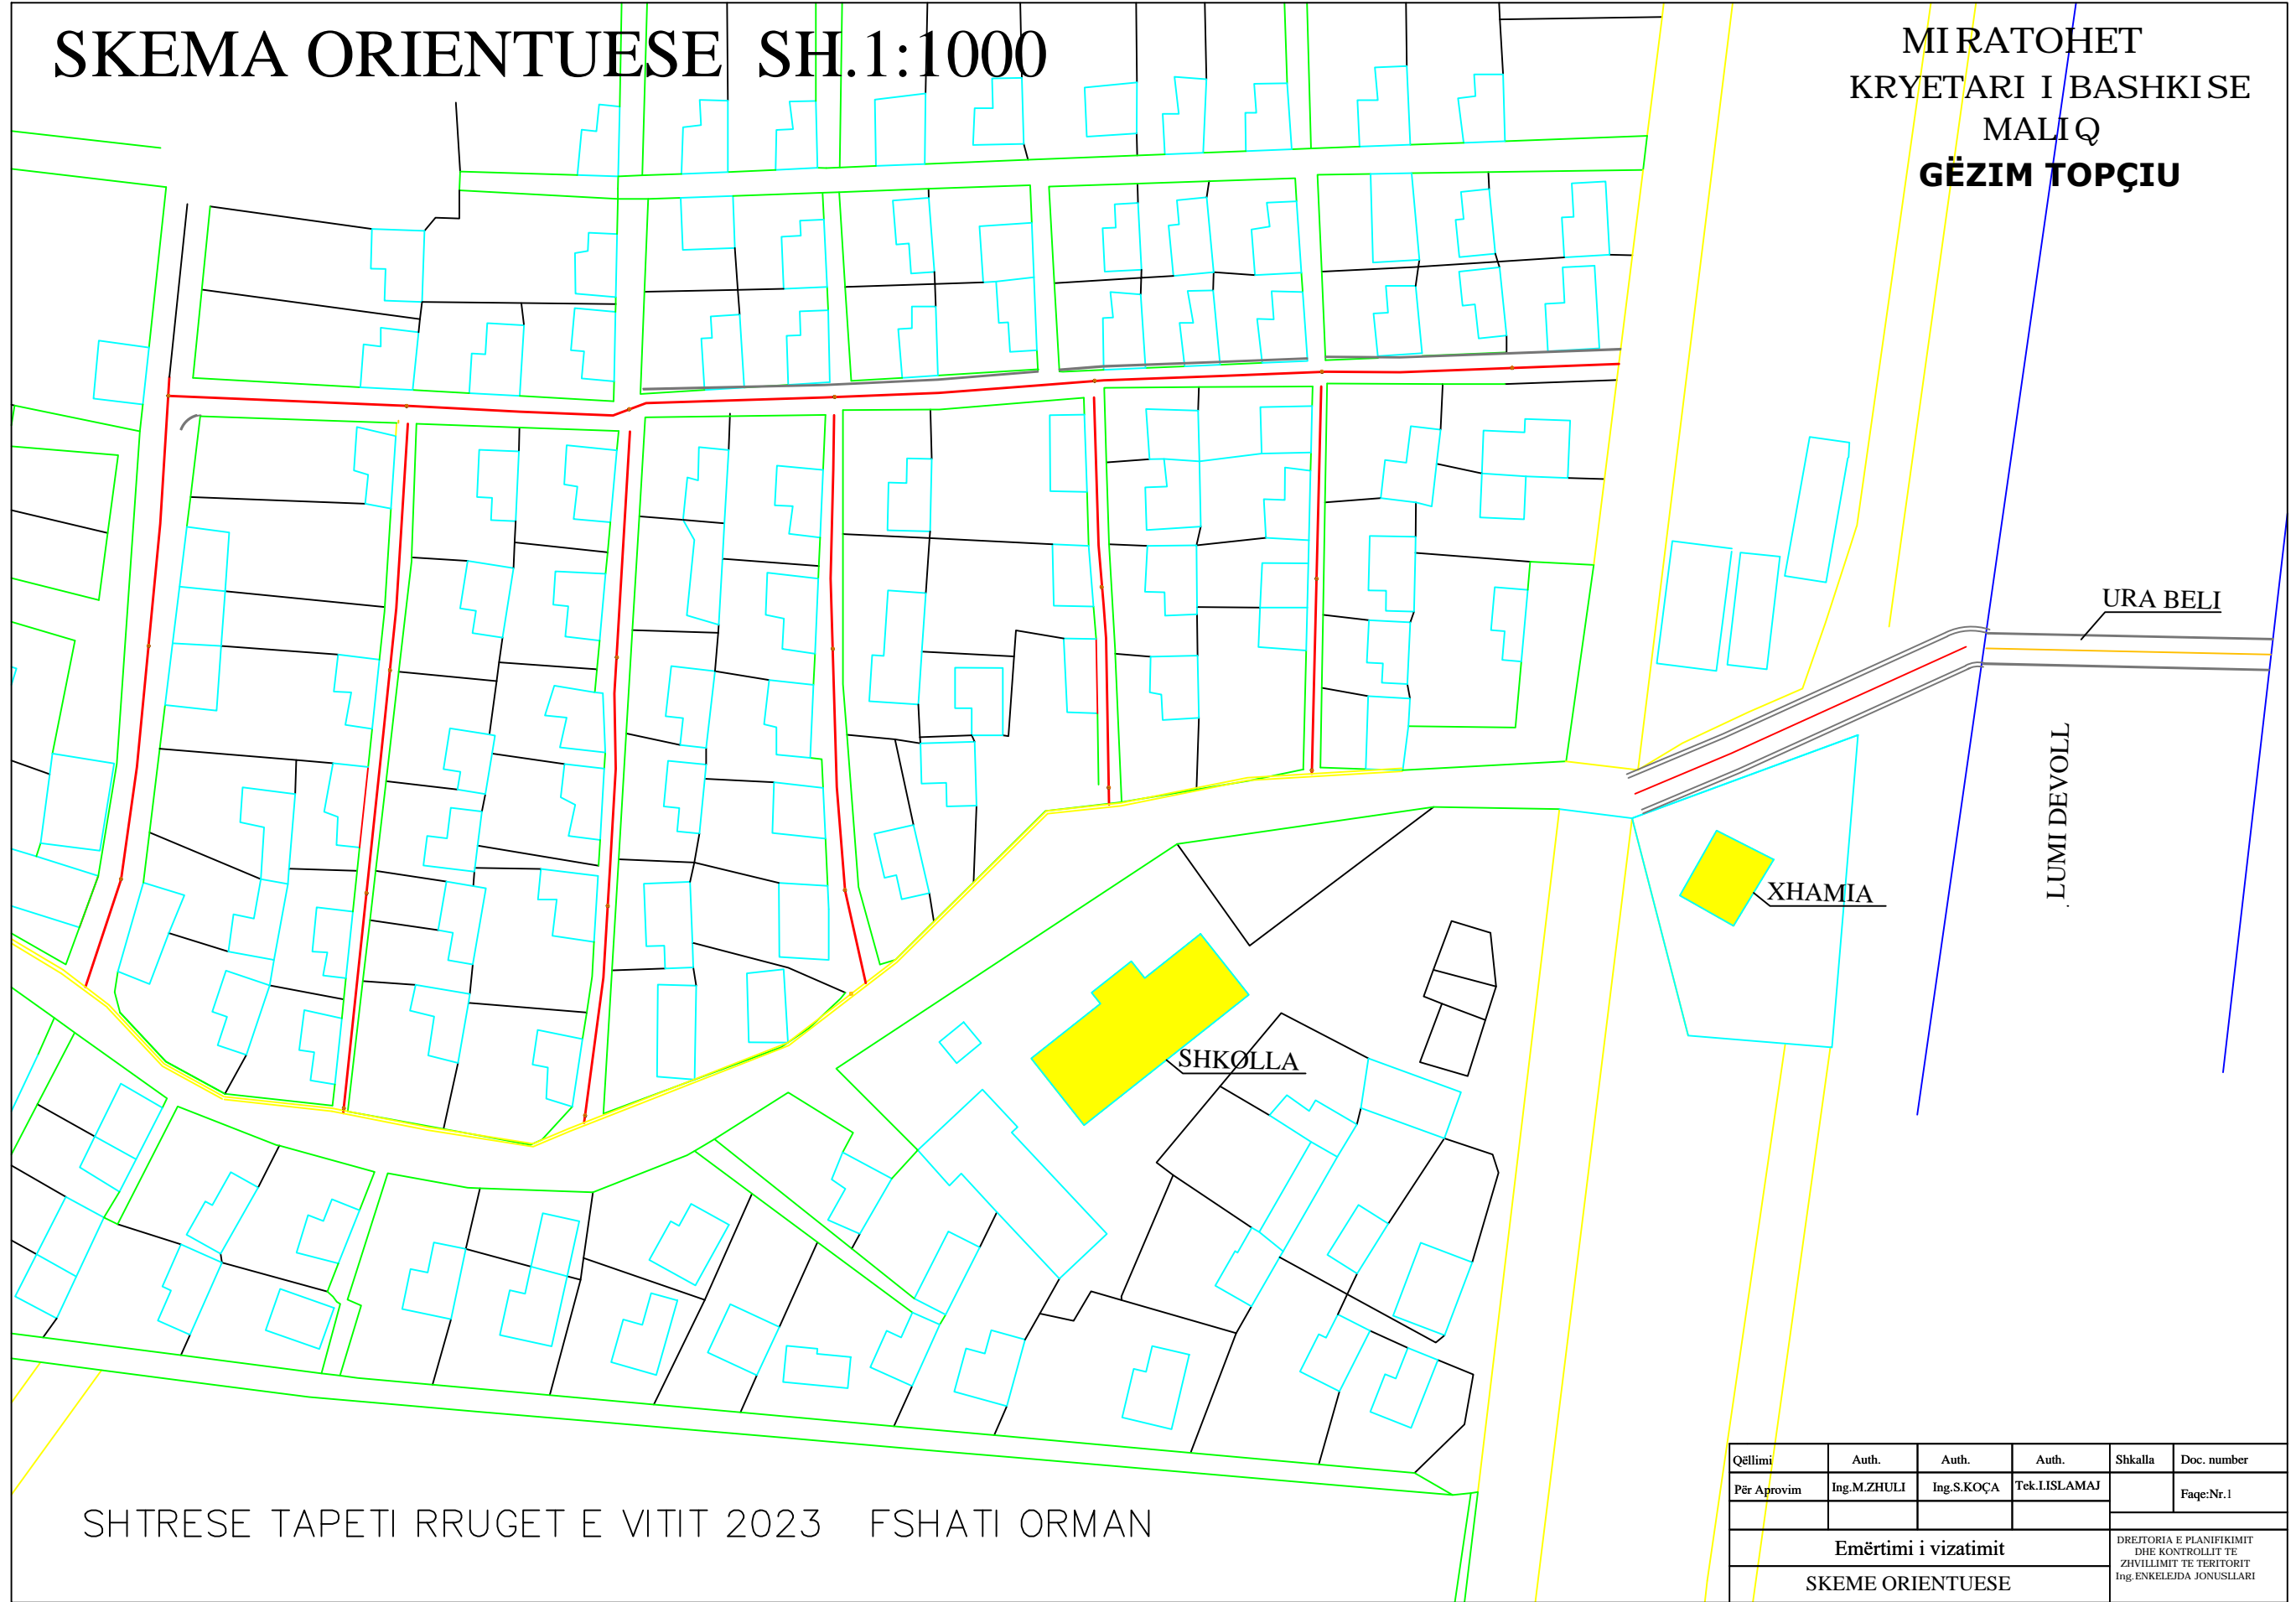 SKEMA ORIENTUESE SH.1:1000
MIRATOHET
KRYETARI I BASHKISE
MALIQ
GËZIM TOPÇIU
URA BELI
LUMI DEVOLL
XHAMIA
SHKOLLA
SHTRESE TAPETI RRUGET E VITIT 2023 FSHATI ORMAN
Qëllimi Auth. Auth. Auth. Shkalla Doc. number
Për Aprovim Ing.M.ZHULI Ing.S.KOÇA Tek.I.ISLAMAJ Faqe:Nr.1
Emërtimi i vizatimit
SKEME ORIENTUESE
DREJTORIA E PLANIFIKIMIT
DHE KONTROLLIT TE
ZHVILLIMIT TE TERITORIT
Ing.ENKELEJDA JONUSLLARI